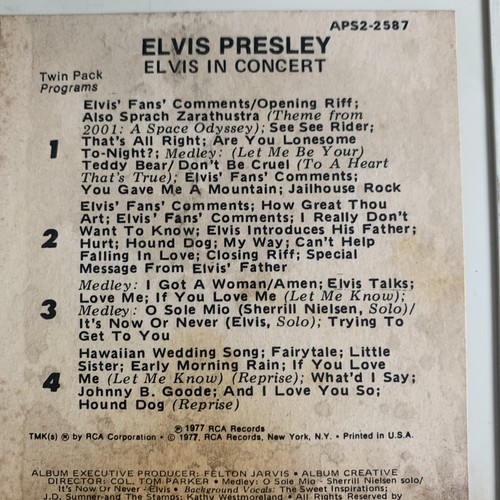 APS2-2587
ELVIS PRESLEY
ELVIS IN CONCERT
Twin Pack
Programs
1
Elvis' Fans' Comments/Opening Riff;
Also Sprach Zarathustra (Theme from
2001: A Space Odyssey); See See Rider;
That's All Right; Are You Lonesome
To-Night?; Medley: (Let Me Be Your)
Teddy Bear/Don't Be Cruel (To A Heart
That's True); Elvis' Fans' Comments;
You Gave Me A Mountain; Jailhouse Rock
2
Elvis' Fans' Comments; How Great Thou
Art; Elvis' Fans' Comments; I Really Don't
Want To Know; Elvis Introduces His Father;
Hurt; Hound Dog; My Way; Can't Help
Falling In Love; Closing Riff; Special
Message From Elvis' Father
3
Medley: I Got A Woman/Amen; Elvis Talks;
Love Me; If You Love Me (Let Me Know);
Medley: O Sole Mio (Sherrill Nielsen, Solo)/
It's Now Or Never (Elvis, Solo); Trying To
Get To You
4
Hawaiian Wedding Song; Fairytale; Little
Sister; Early Morning Rain; If You Love
Me (Let Me Know) (Reprise); What'd I Say;
Johnny B. Goode; And I Love You So;
Hound Dog (Reprise)
℗ 1977 RCA Records
TMK(s) ® by RCA Corporation • © 1977, RCA Records, New York, N.Y. • Printed in U.S.A.
ALBUM EXECUTIVE PRODUCER: FELTON JARVIS • ALBUM CREATIVE
DIRECTOR: COL. TOM PARKER • Medley: O Sole Mio - Sherrill Nielsen solo/
It's Now Or Never - Elvis • Background Vocals: The Sweet Inspirations;
J.D. Sumner and The Stamps; Kathy Westmoreland • All Rights Reserved by